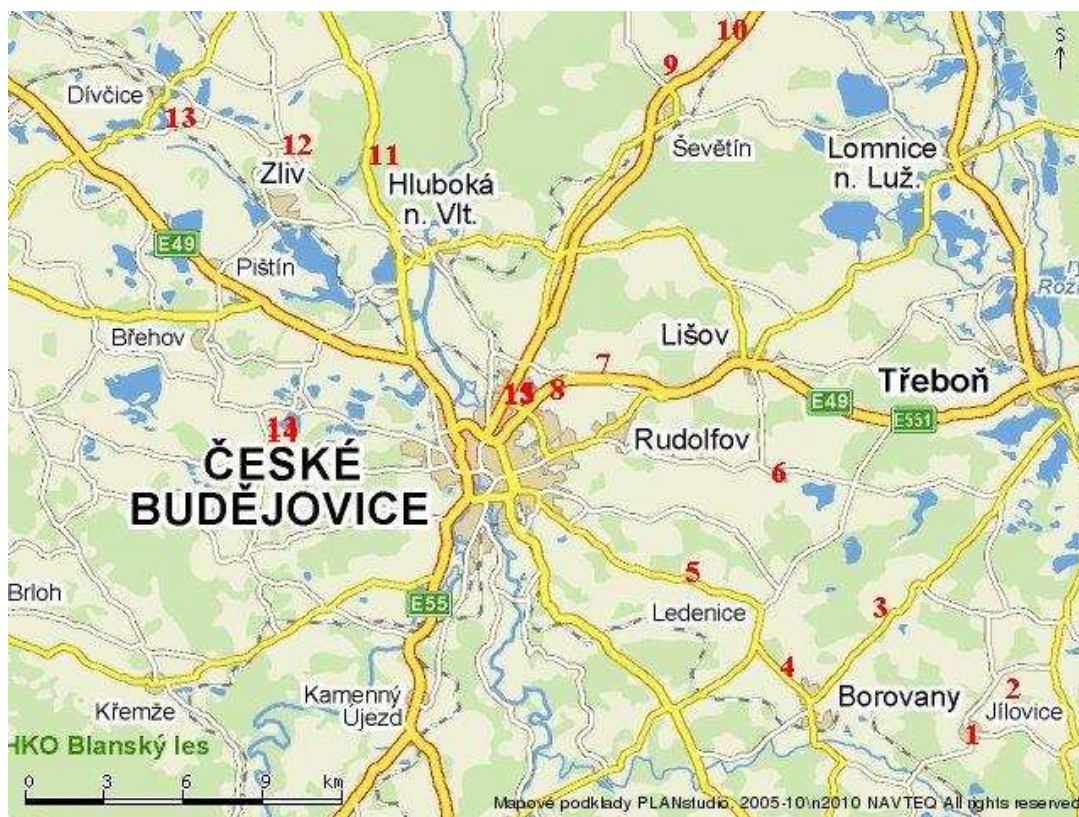 10
S
9
Dívčice
13
Ševětín
12
Zliv
11
Lomnice
n. Luž.
Hluboká
n. Vlt.
E49
Pištín
Břehov
Lišov
7
8
Třeboň
E49
E551
ČESKÉ
BUDĚJOVICE
Rudolfov
6
5
Brloh
E55
Ledenice
3
4
2
Kamenný
Újezd
Borovany
Jílovice
Křemže
1
HKO Blanský les
0 3 6 9 km
Mapové podklady PLANstudio, 2005-10\n2010 NAVTEQ All rights reserved